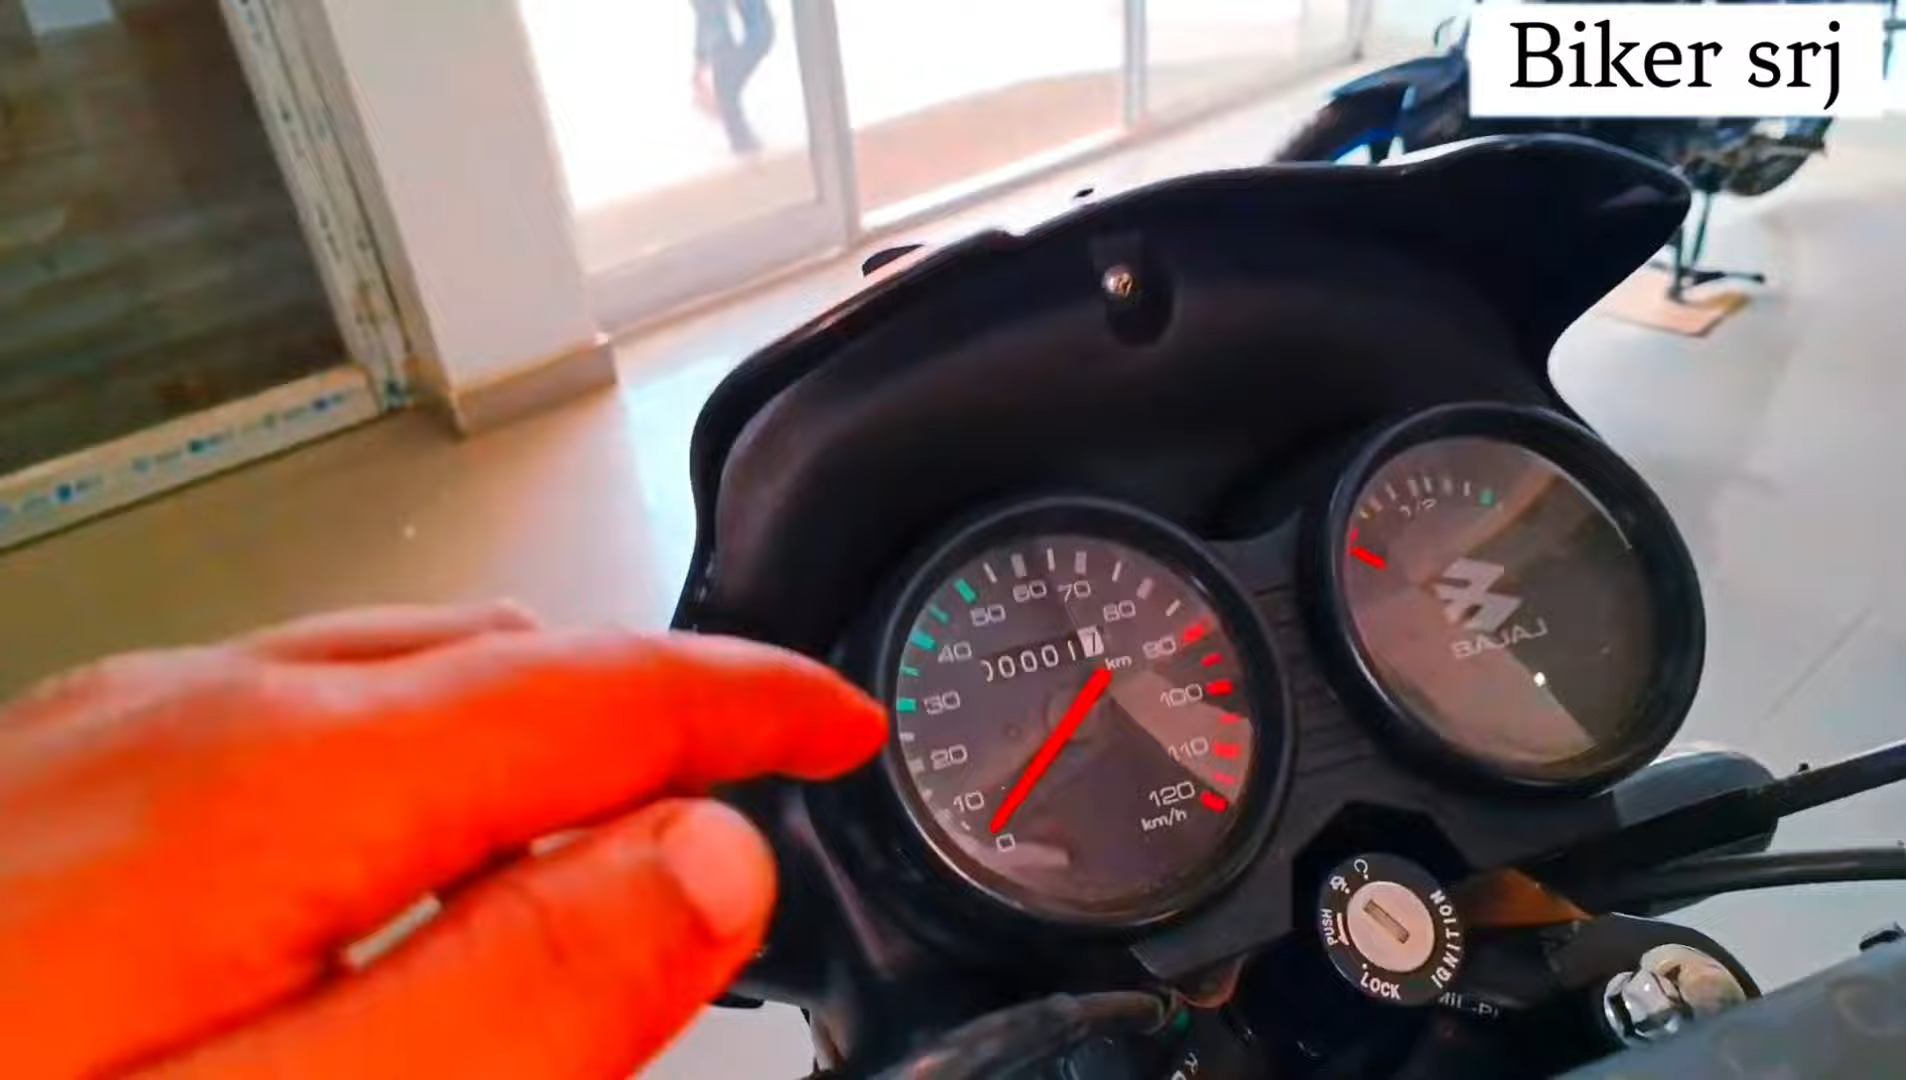 Biker srj
1/2
BAJAJ
50 60 70 80
40 000017 90
km
30 100
20 110
10 120
0 km/h
PUSH
IGNITION
LOCK